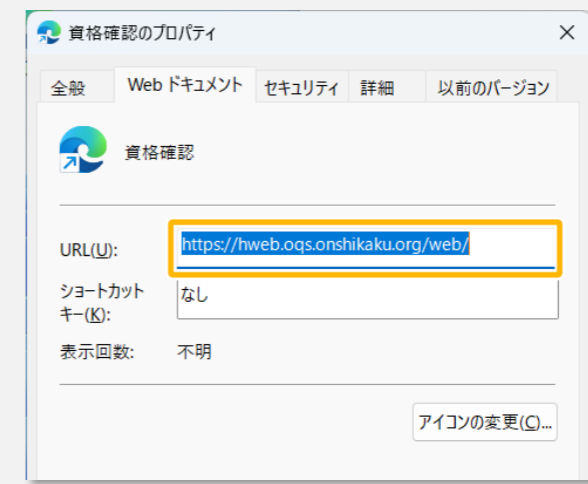 資格確認のプロパティ
全般 Web ドキュメント セキュリティ 詳細 以前のバージョン
資格確認
URL(U): https://hweb.oqs.onshikaku.org/web/
ショートカット
キー(K): なし
表示回数: 不明
アイコンの変更(C)...